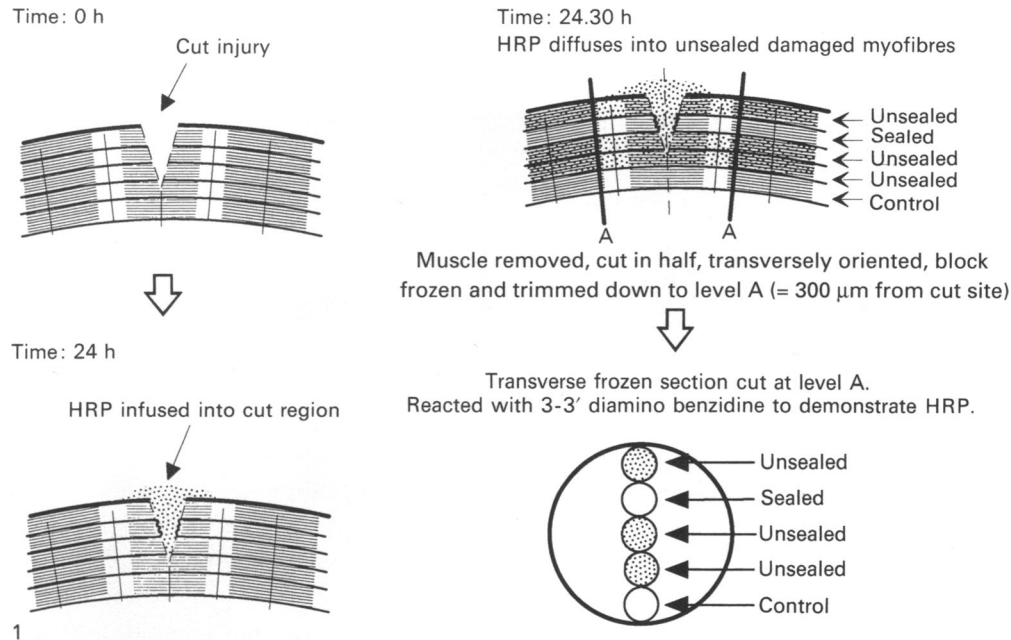 Time: 0 h
Cut injury
Time: 24 h
HRP infused into cut region
1
Time: 24.30 h
HRP diffuses into unsealed damaged myofibres
Unsealed
Sealed
Unsealed
Unsealed
Control
A
A
Muscle removed, cut in half, transversely oriented, block
frozen and trimmed down to level A (= 300 μm from cut site)
Transverse frozen section cut at level A.
Reacted with 3-3′ diamino benzidine to demonstrate HRP.
Unsealed
Sealed
Unsealed
Unsealed
Control